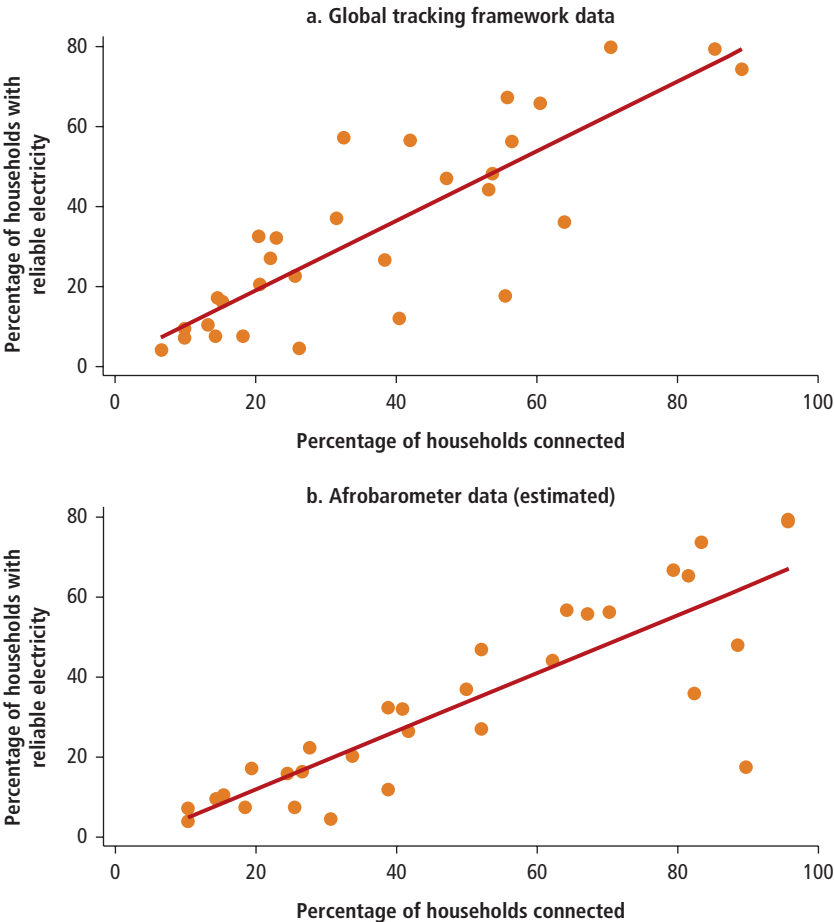 a. Global tracking framework data
Percentage of households with
reliable electricity
80
60
40
20
0
0 20 40 60 80 100
Percentage of households connected
b. Afrobarometer data (estimated)
Percentage of households with
reliable electricity
80
60
40
20
0
0 20 40 60 80 100
Percentage of households connected